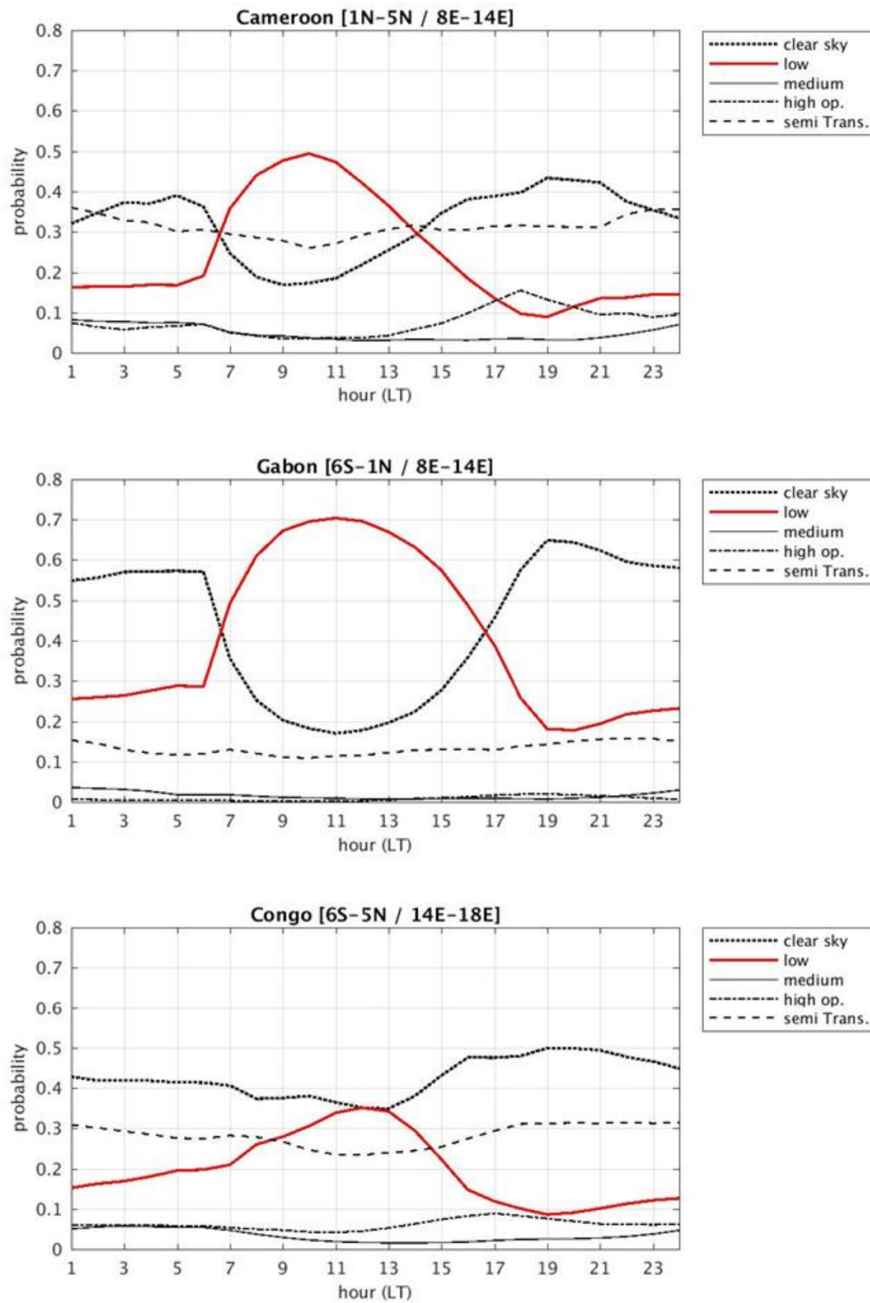 Cameroon [1N-5N / 8E-14E]
0.8
0.7
0.6
0.5
0.4
0.3
0.2
0.1
0
probability
1 3 5 7 9 11 13 15 17 19 21 23
hour (LT)
clear sky
low
medium
high op.
semi Trans.
Gabon [6S-1N / 8E-14E]
0.8
0.7
0.6
0.5
0.4
0.3
0.2
0.1
0
probability
1 3 5 7 9 11 13 15 17 19 21 23
hour (LT)
clear sky
low
medium
high op.
semi Trans.
Congo [6S-5N / 14E-18E]
0.8
0.7
0.6
0.5
0.4
0.3
0.2
0.1
0
probability
1 3 5 7 9 11 13 15 17 19 21 23
hour (LT)
clear sky
low
medium
high op.
semi Trans.